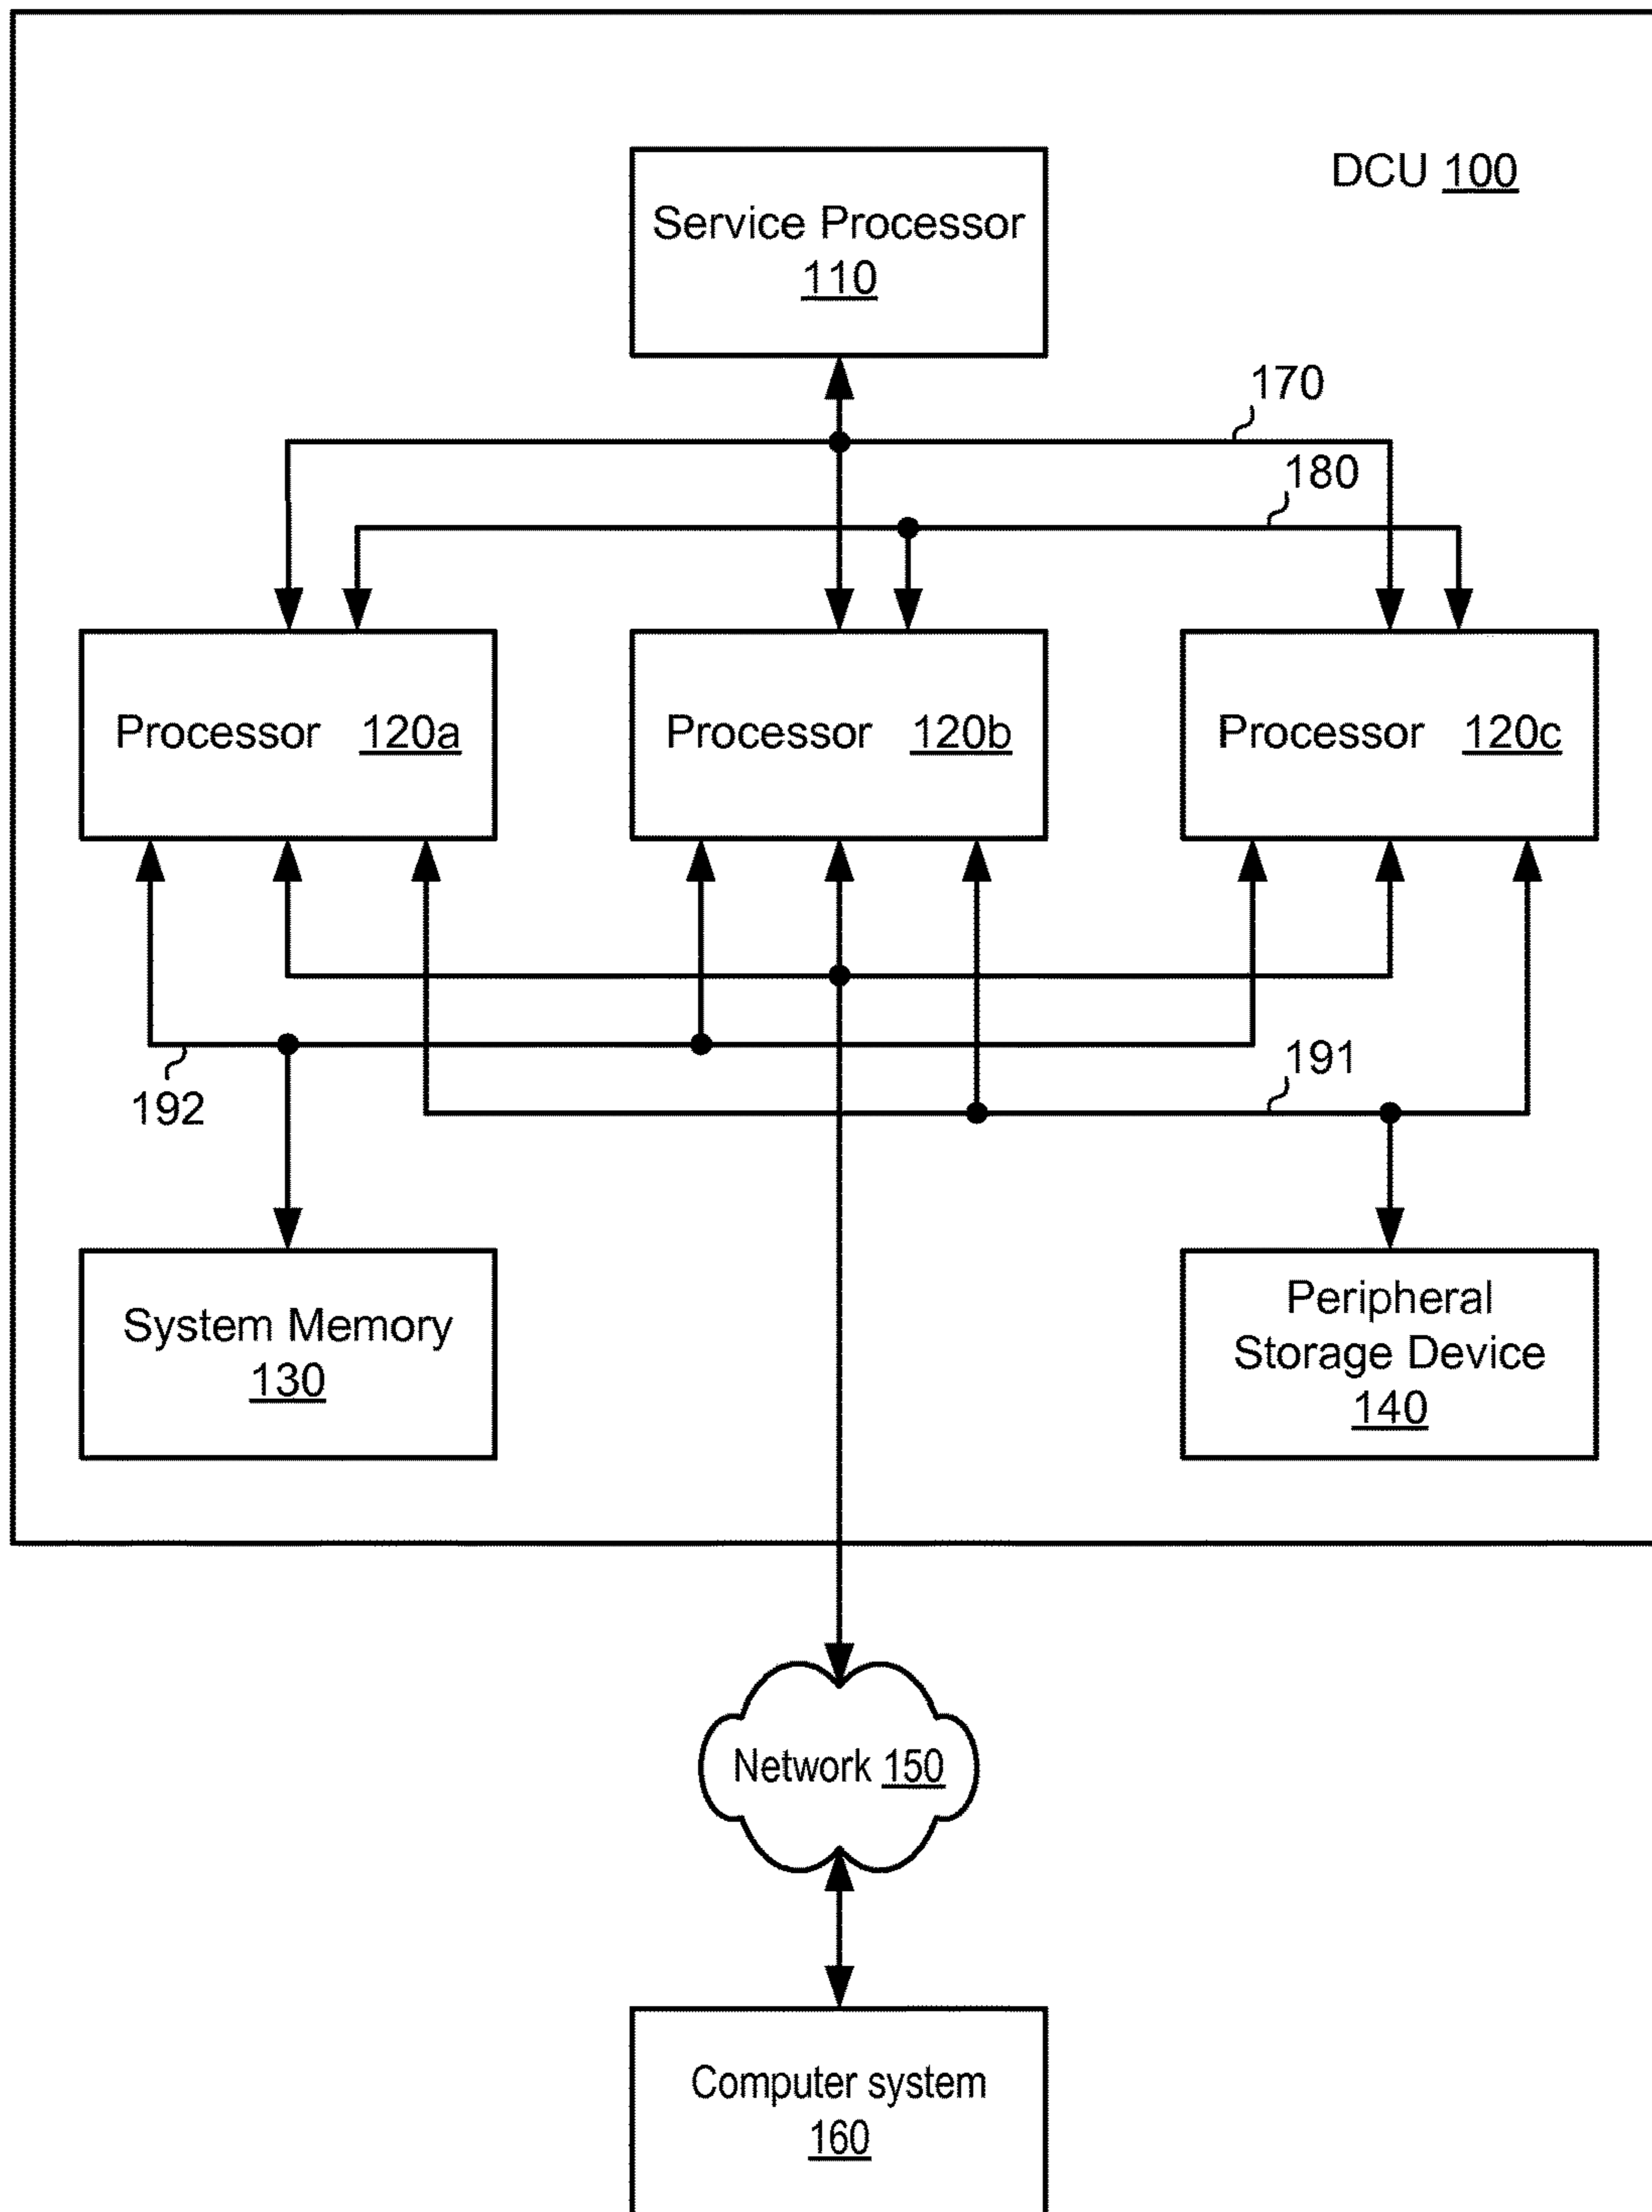 DCU 100
Service Processor
110
170
180
Processor 120a
Processor 120b
Processor 120c
191
192
System Memory
130
Peripheral
Storage Device
140
Network 150
Computer system
160